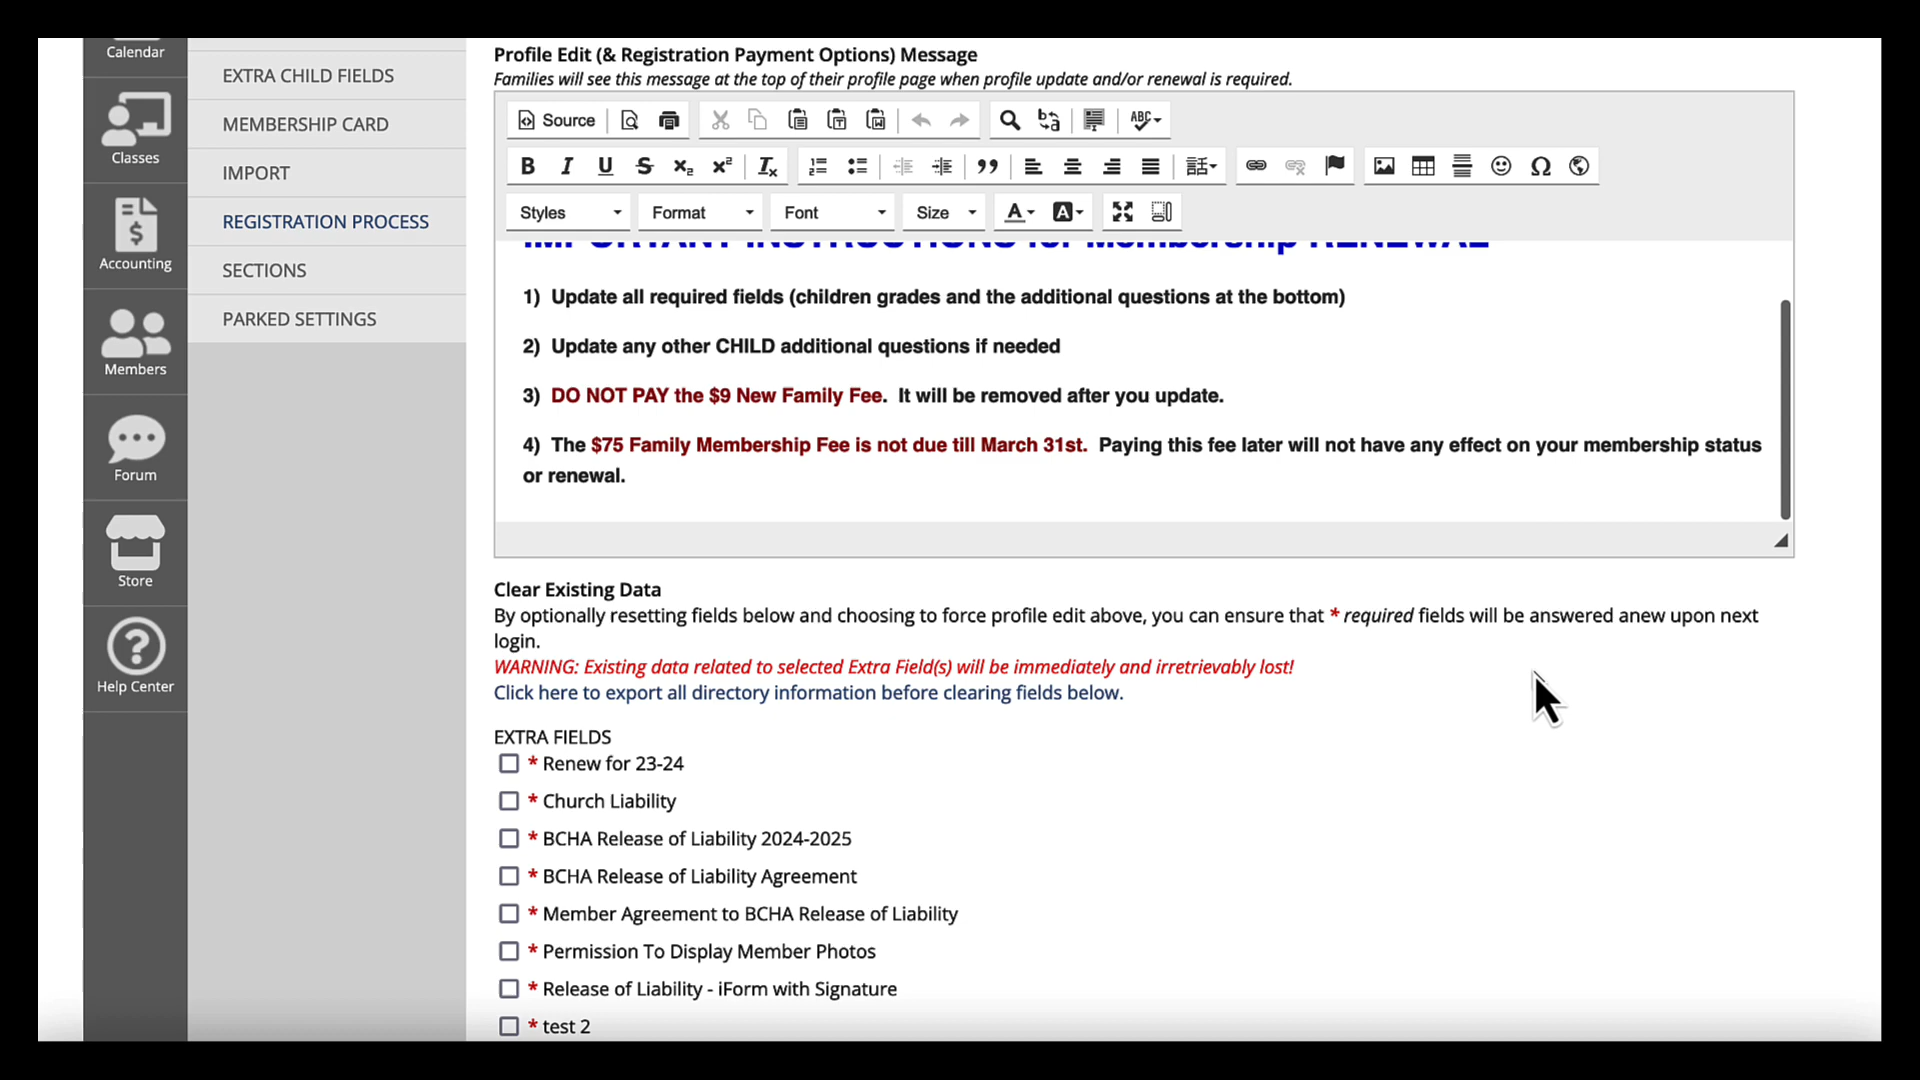 Calendar
Classes
Accounting
Members
Forum
Store
Help Center
EXTRA CHILD FIELDS
MEMBERSHIP CARD
IMPORT
REGISTRATION PROCESS
SECTIONS
PARKED SETTINGS
Profile Edit (& Registration Payment Options) Message
Families will see this message at the top of their profile page when profile update and/or renewal is required.
Source
ABC
Styles Format Font Size
IMPORTANT INSTRUCTIONS for Membership RENEWAL
1) Update all required fields (children grades and the additional questions at the bottom)
2) Update any other CHILD additional questions if needed
3) DO NOT PAY the $9 New Family Fee. It will be removed after you update.
4) The $75 Family Membership Fee is not due till March 31st. Paying this fee later will not have any effect on your membership status
or renewal.
Clear Existing Data
By optionally resetting fields below and choosing to force profile edit above, you can ensure that * required fields will be answered anew upon next
login.
WARNING: Existing data related to selected Extra Field(s) will be immediately and irretrievably lost!
Click here to export all directory information before clearing fields below.
EXTRA FIELDS
* Renew for 23-24
* Church Liability
* BCHA Release of Liability 2024-2025
* BCHA Release of Liability Agreement
* Member Agreement to BCHA Release of Liability
* Permission To Display Member Photos
* Release of Liability - iForm with Signature
* test 2